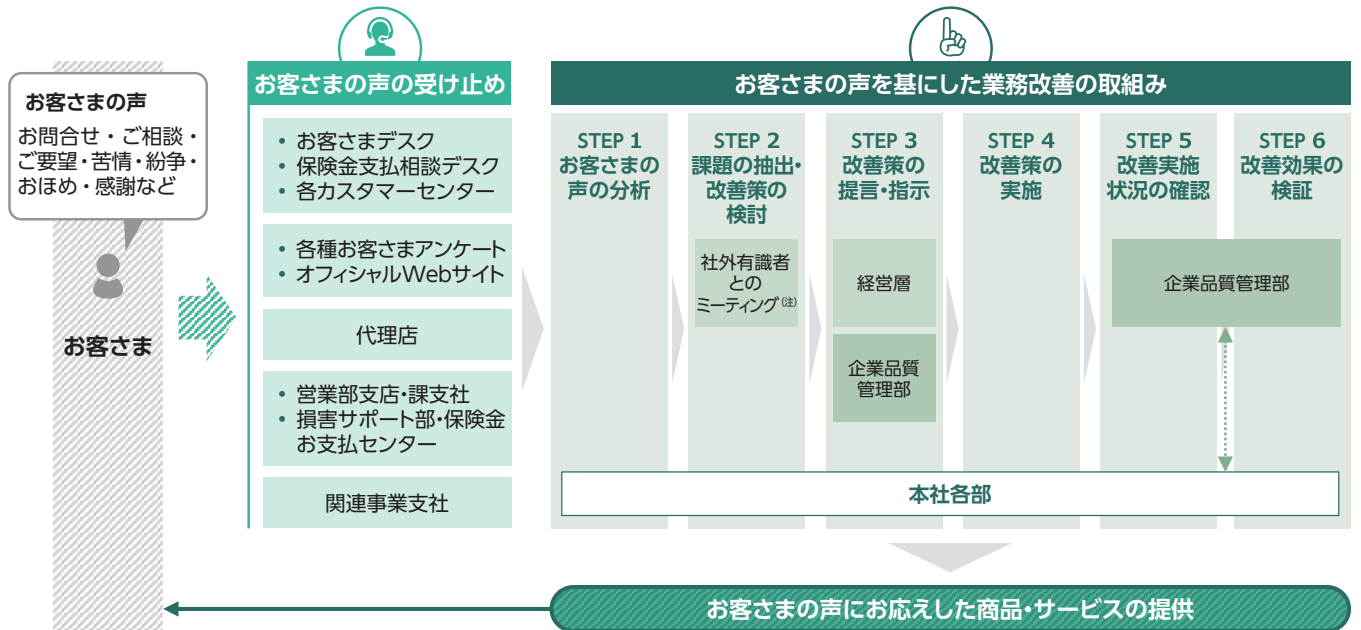 お客さまの声
お問合せ・ご相談・
ご要望・苦情・紛争・
おほめ・感謝など
お客さま
お客さまの声の受け止め
• お客さまデスク
• 保険金支払相談デスク
• 各カスタマーセンター
• 各種お客さまアンケート
• オフィシャルWebサイト
代理店
• 営業部支店・課支社
• 損害サポート部・保険金
お支払センター
関連事業支社
お客さまの声を基にした業務改善の取組み
STEP 1
お客さまの
声の分析
STEP 2
課題の抽出・
改善策の
検討
社外有識者
との
ミーティング(注)
STEP 3
改善策の
提言・指示
経営層
企業品質
管理部
STEP 4
改善策の
実施
STEP 5
改善実施
状況の確認
STEP 6
改善効果の
検証
企業品質管理部
本社各部
お客さまの声にお応えした商品・サービスの提供